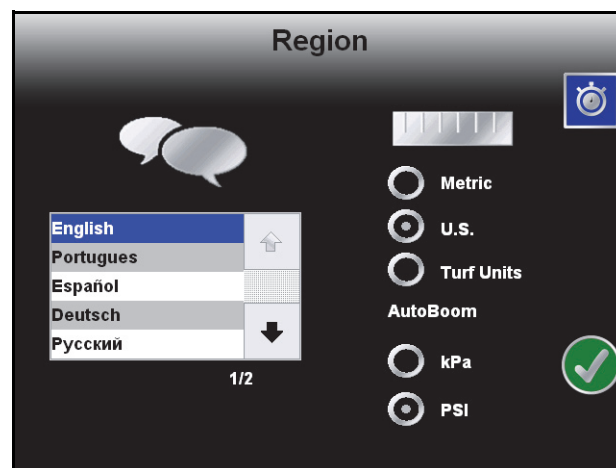 Region
English
Portugues
Español
Deutsch
Русский
1/2
Metric
U.S.
Turf Units
AutoBoom
kPa
PSI